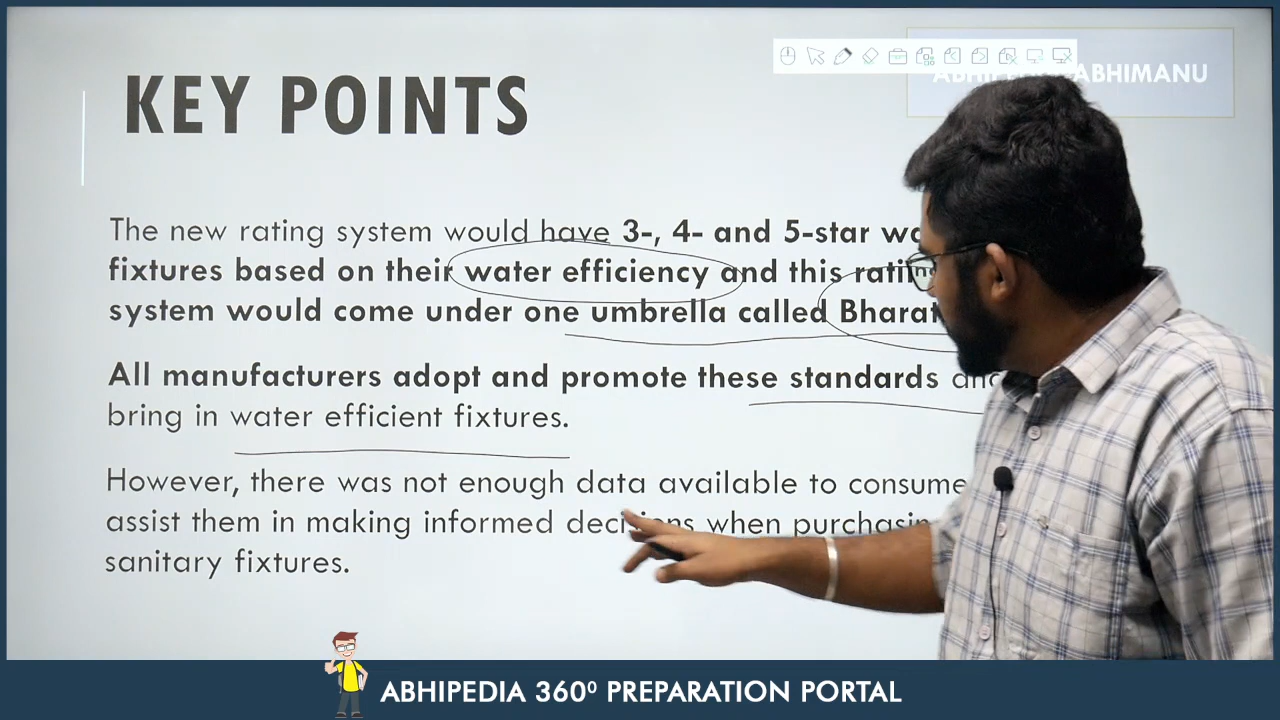 KEY POINTS
ABHIMANU
The new rating system would have 3-, 4- and 5-star
fixtures based on their water efficiency and this
system would come under one umbrella called Bharat
All manufacturers adopt and promote these standards
bring in water efficient fixtures.
However, there was not enough data available to
assist them in making informed decisions when
sanitary fixtures.
ABHIPEDIA 360⁰ PREPARATION PORTAL